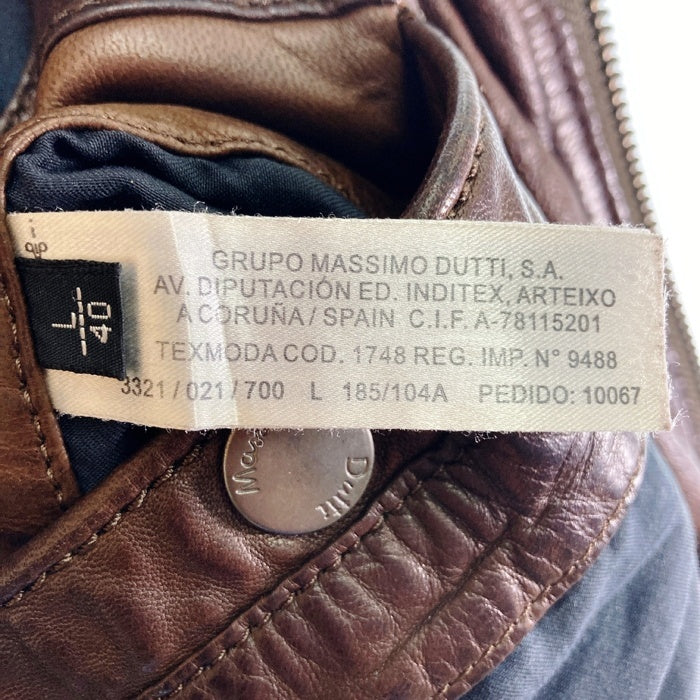 GRUPO MASSIMO DUTTI, S.A.
AV. DIPUTACIÓN ED. INDITEX, ARTEIXO
A CORUÑA / SPAIN C.I.F. A-78115201
TEXMODA COD. 1748 REG. IMP. N° 9488
3321 / 021 / 700 L 185/104A PEDIDO: 10067
L
40
Mass
Dutti